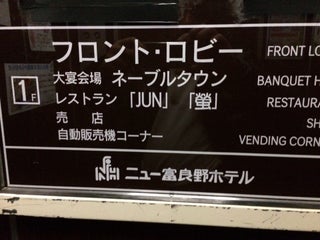 フロント・ロビー FRONT LO
1F 大宴会場 ネーブルタウン BANQUET H
レストラン「JUN」「螢」 RESTAURA
売店 SH
自動販売機コーナー VENDING CORN
ニュー富良野ホテル